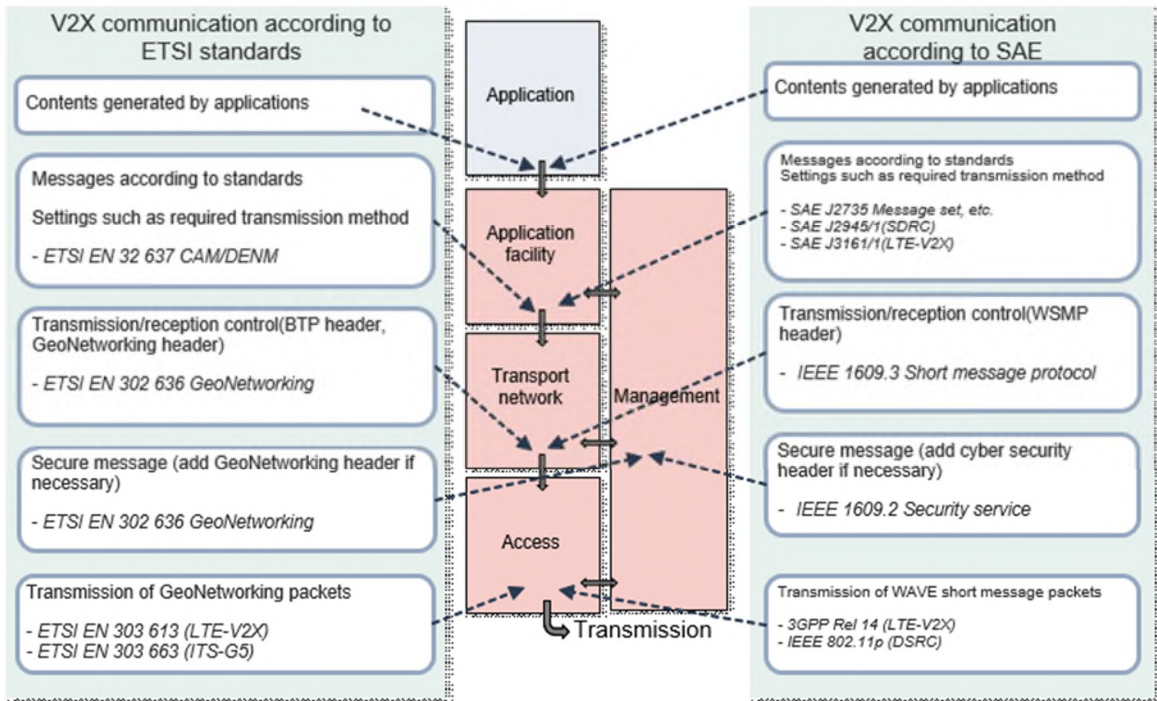 V2X communication according to
ETSI standards
Contents generated by applications
Messages according to standards
Settings such as required transmission method
- ETSI EN 32 637 CAM/DENM
Transmission/reception control(BTP header,
GeoNetworking header)
- ETSI EN 302 636 GeoNetworking
Secure message (add GeoNetworking header if
necessary)
- ETSI EN 302 636 GeoNetworking
Transmission of GeoNetworking packets
- ETSI EN 303 613 (LTE-V2X)
- ETSI EN 303 663 (ITS-G5)
Application
Application
facility
Transport
network
Management
Access
Transmission
V2X communication
according to SAE
Contents generated by applications
Messages according to standards
Settings such as required transmission method
- SAE J2735 Message set, etc.
- SAE J2945/1(SDRC)
- SAE J3161/1(LTE-V2X)
Transmission/reception control(WSMP
header)
- IEEE 1609.3 Short message protocol
Secure message (add cyber security
header if necessary)
- IEEE 1609.2 Security service
Transmission of WAVE short message packets
- 3GPP Rel 14 (LTE-V2X)
- IEEE 802.11p (DSRC)